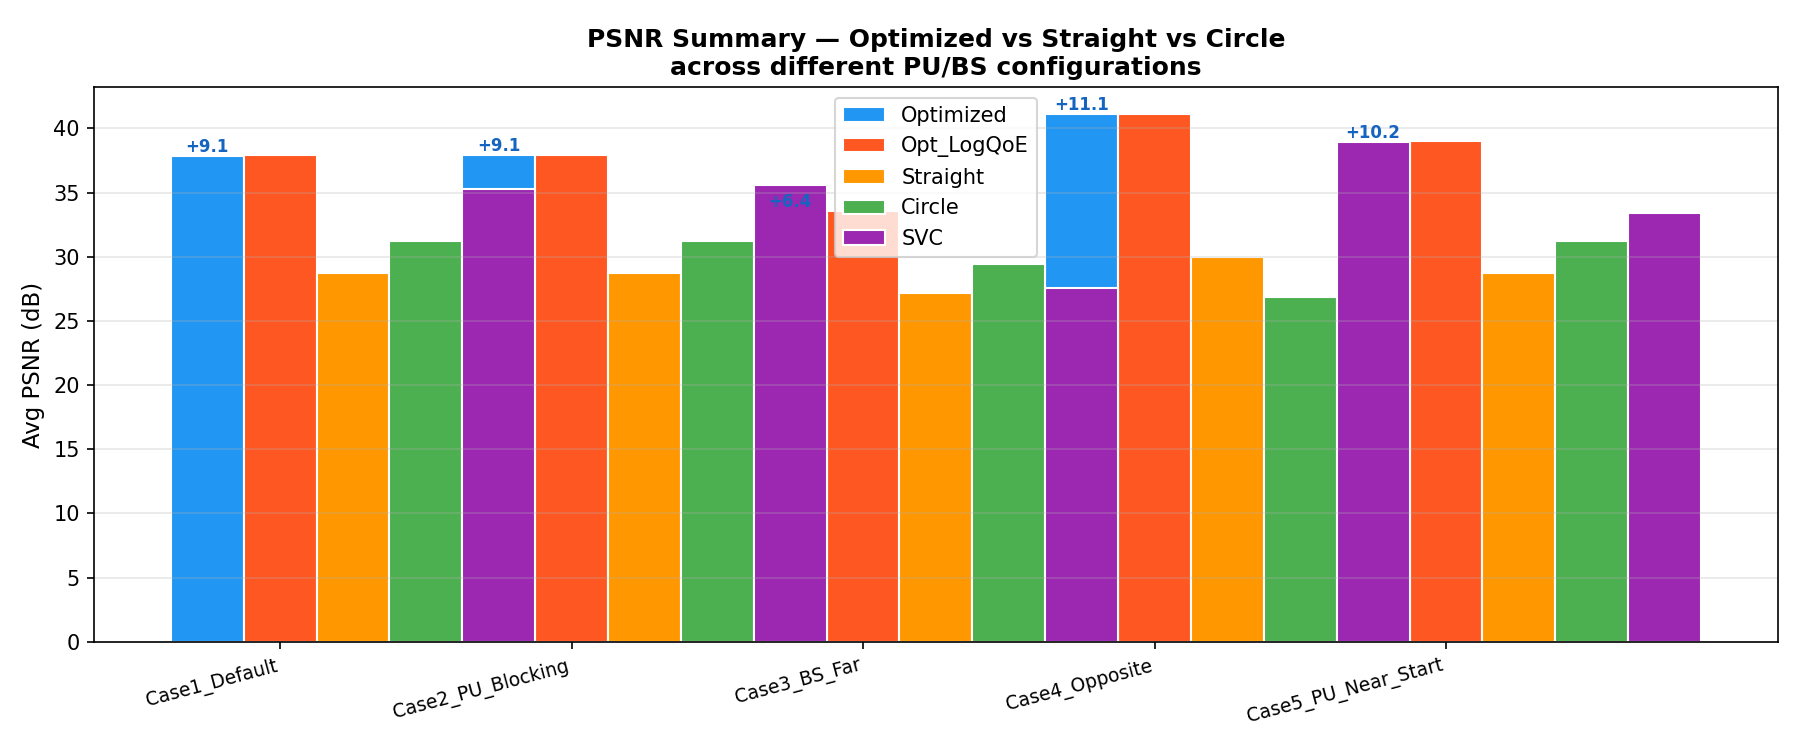 PSNR Summary — Optimized vs Straight vs Circle
across different PU/BS configurations
Avg PSNR (dB)
40
35
30
25
20
15
10
5
0
+9.1
+9.1
+6.4
+11.1
+10.2
Optimized
Opt_LogQoE
Straight
Circle
SVC
Case1_Default
Case2_PU_Blocking
Case3_BS_Far
Case4_Opposite
Case5_PU_Near_Start